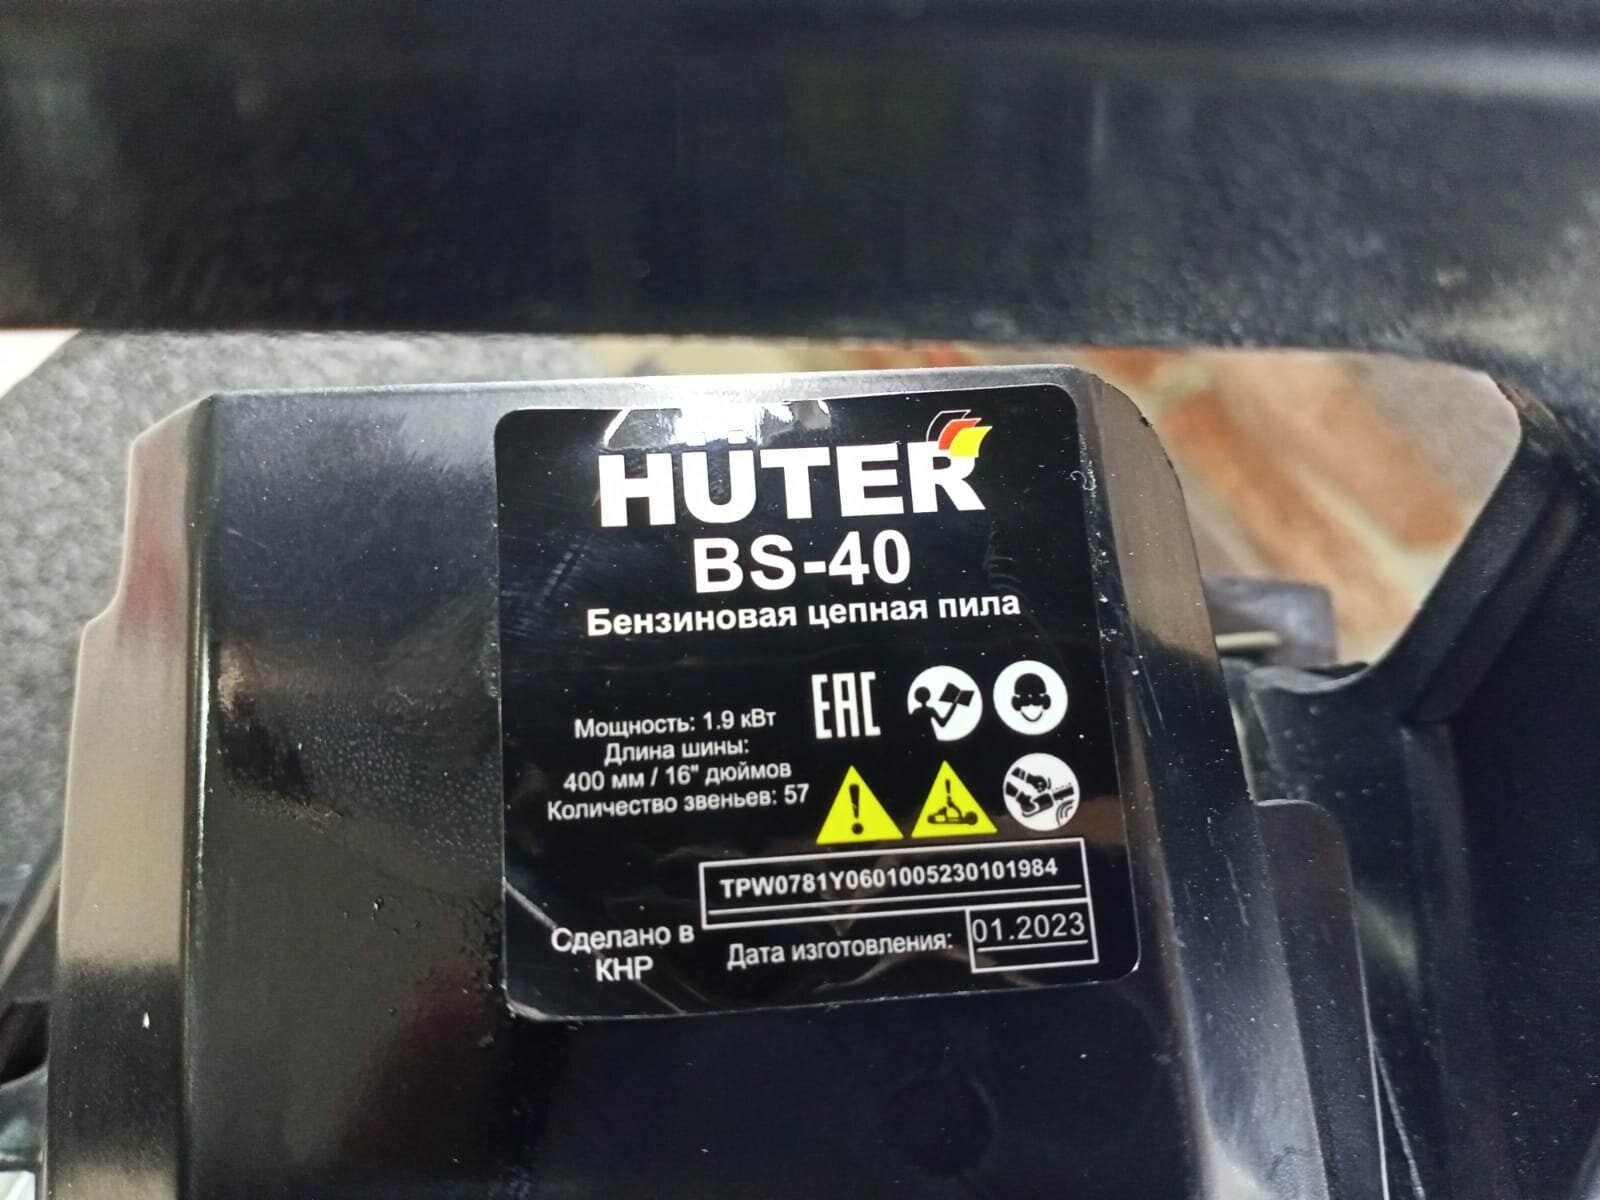 HÜTER
BS-40
Бензиновая цепная пила
EAC
Мощность: 1.9 кВт
Длина шины:
400 мм / 16" дюймов
Количество звеньев: 57
TPW0781Y0601005230101984
Сделано в
КНР
Дата изготовления: 01.2023